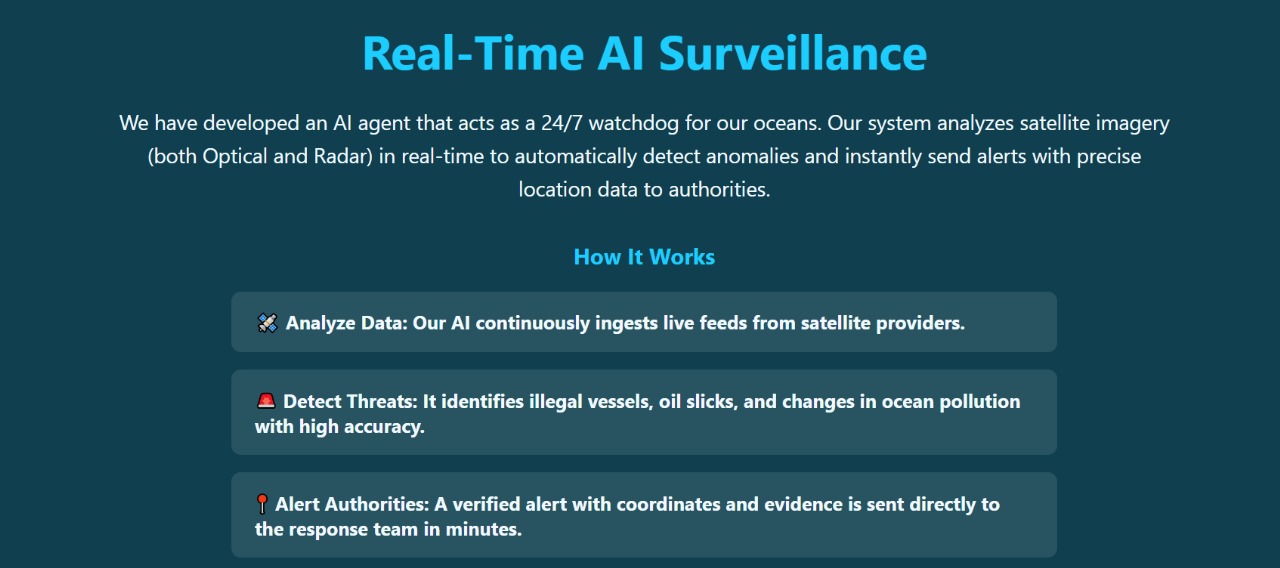 Real-Time AI Surveillance
We have developed an AI agent that acts as a 24/7 watchdog for our oceans. Our system analyzes satellite imagery
(both Optical and Radar) in real-time to automatically detect anomalies and instantly send alerts with precise
location data to authorities.
How It Works
🛰️ Analyze Data: Our AI continuously ingests live feeds from satellite providers.
🚨 Detect Threats: It identifies illegal vessels, oil slicks, and changes in ocean pollution
with high accuracy.
📍 Alert Authorities: A verified alert with coordinates and evidence is sent directly to
the response team in minutes.